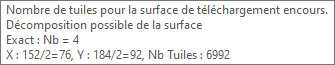 Nombre de tuiles pour la surface de téléchargement encours.
Décomposition possible de la surface
Exact : Nb = 4
X : 152/2=76, Y : 184/2=92, Nb Tuiles : 6992